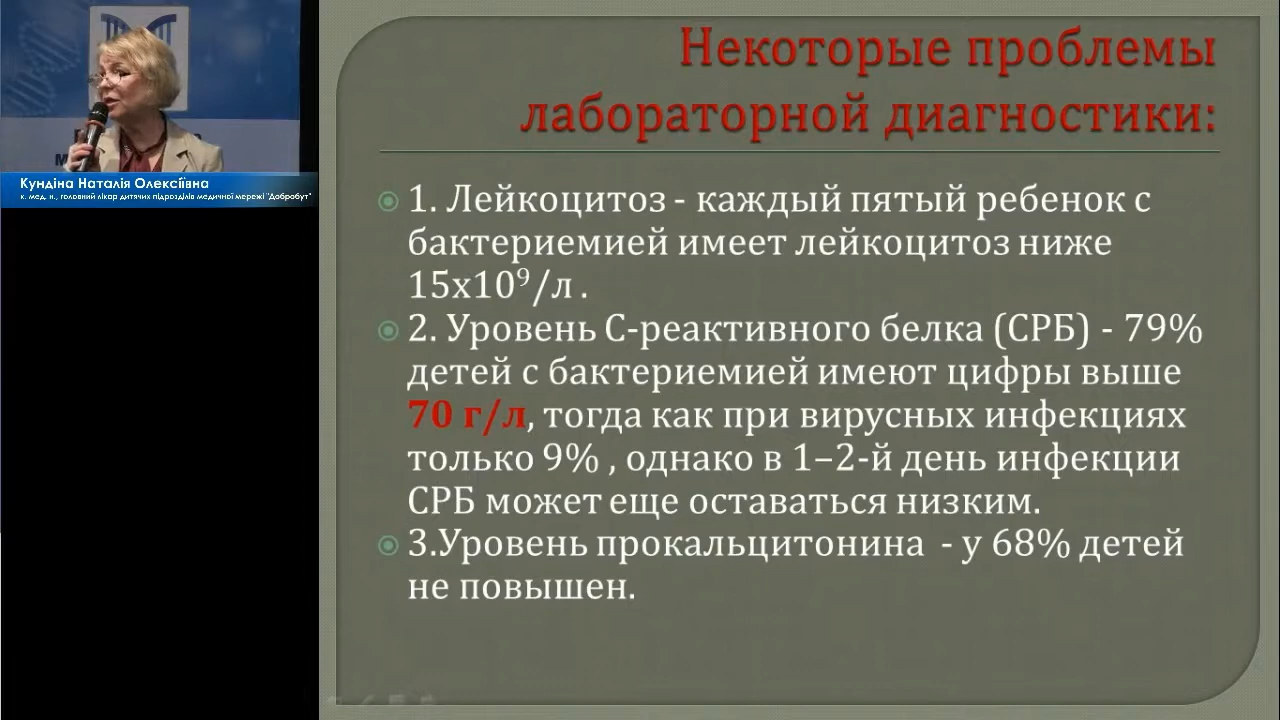 Кундіна Наталія Олексіївна
к. мед. н., головний лікар дитячих підрозділів медичної мережі "Добробут"
Некоторые проблемы
лабораторной диагностики:
1. Лейкоцитоз - каждый пятый ребенок с
бактериемией имеет лейкоцитоз ниже
15х10⁹/л .
2. Уровень С-реактивного белка (СРБ) - 79%
детей с бактериемией имеют цифры выше
70 г/л, тогда как при вирусных инфекциях
только 9% , однако в 1–2-й день инфекции
СРБ может еще оставаться низким.
3.Уровень прокальцитонина - у 68% детей
не повышен.